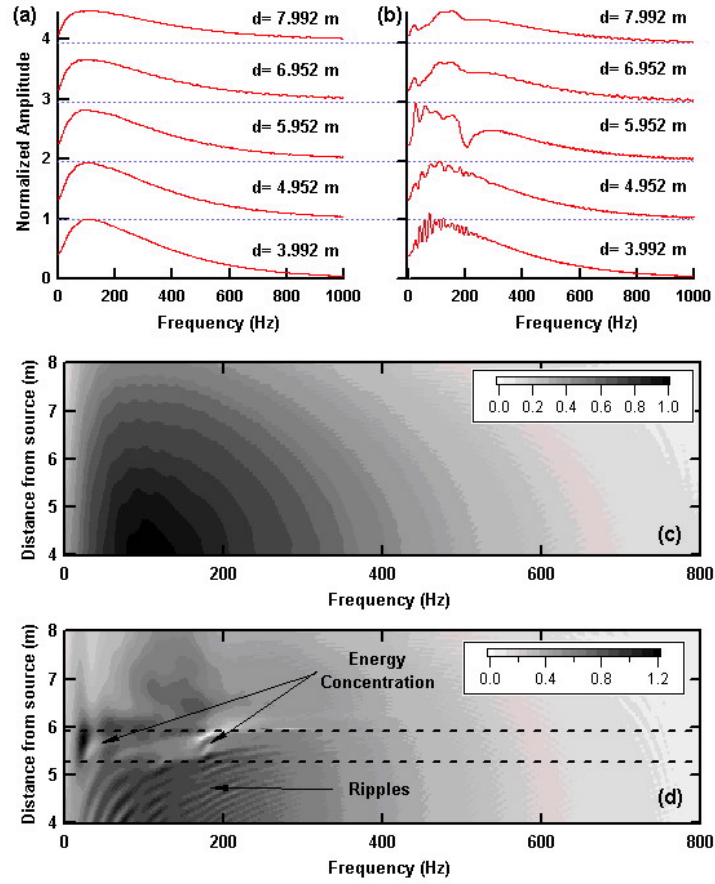 (a)
(b)
4
3
2
1
0
Normalized Amplitude
d= 7.992 m
d= 6.952 m
d= 5.952 m
d= 4.952 m
d= 3.992 m
0 200 400 600 800 1000
Frequency (Hz)
4
3
2
1
0
d= 7.992 m
d= 6.952 m
d= 5.952 m
d= 4.952 m
d= 3.992 m
0 200 400 600 800 1000
Frequency (Hz)
8
7
6
5
4
Distance from source (m)
0.0 0.2 0.4 0.6 0.8 1.0
(c)
0 200 400 600 800
Frequency (Hz)
8
7
6
5
4
Distance from source (m)
0.0 0.4 0.8 1.2
Energy
Concentration
Ripples
(d)
0 200 400 600 800
Frequency (Hz)